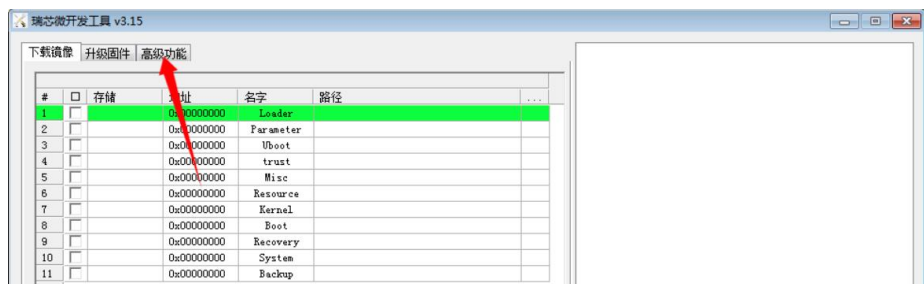 瑞芯微开发工具 v3.15
下载镜像 升级固件 高级功能
# 存储 地址 名字 路径 ...
1 0x00000000 Loader
2 0x00000000 Parameter
3 0x00000000 Uboot
4 0x00000000 trust
5 0x00000000 Misc
6 0x00000000 Resource
7 0x00000000 Kernel
8 0x00000000 Boot
9 0x00000000 Recovery
10 0x00000000 System
11 0x00000000 Backup